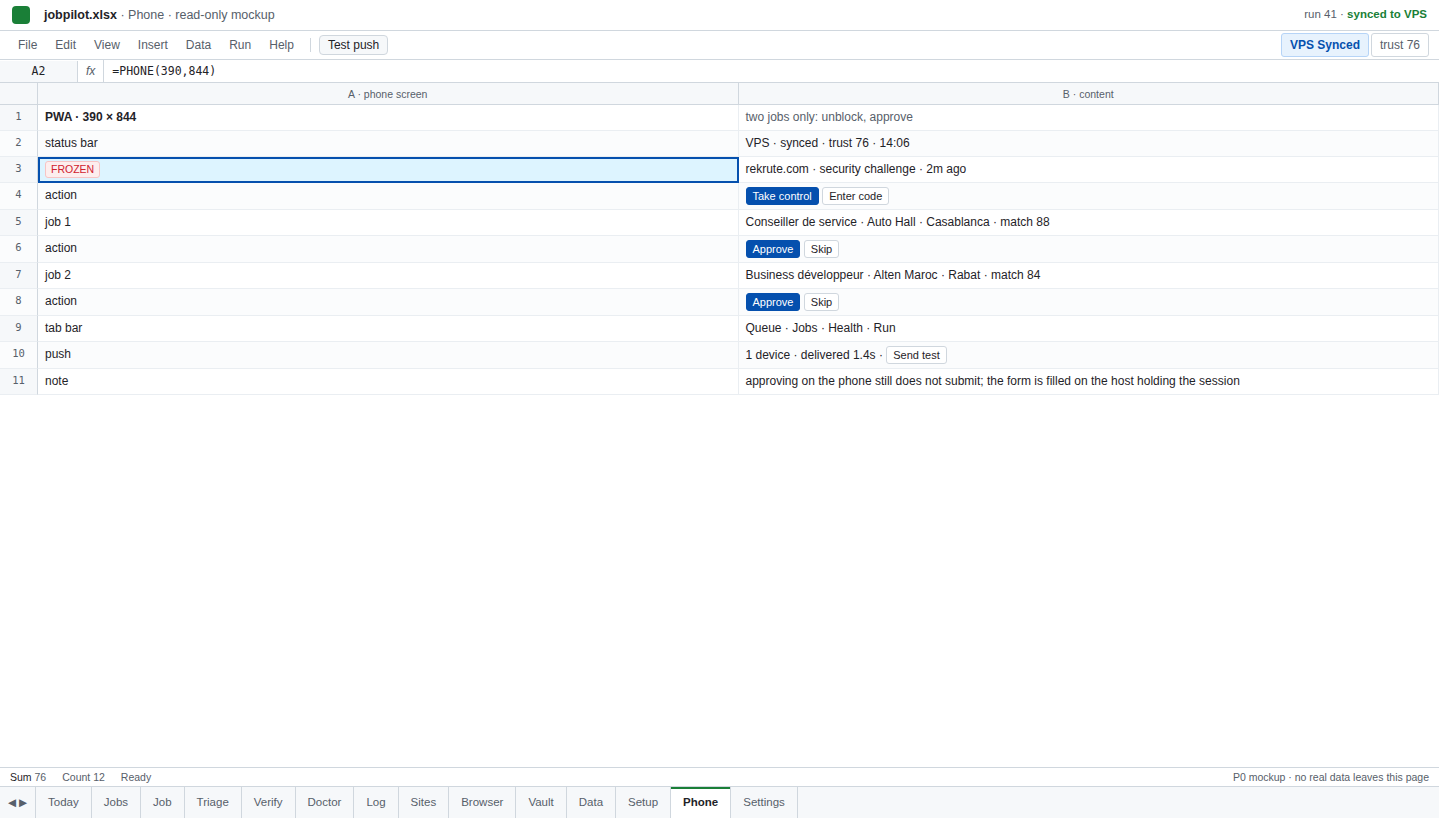 jobpilot.xlsx · Phone · read-only mockup
run 41 · synced to VPS
File Edit View Insert Data Run Help Test push
VPS Synced trust 76
A2 fx =PHONE(390,844)
A · phone screen B · content
1 PWA · 390 × 844 two jobs only: unblock, approve
2 status bar VPS · synced · trust 76 · 14:06
3 FROZEN rekrute.com · security challenge · 2m ago
4 action Take control Enter code
5 job 1 Conseiller de service · Auto Hall · Casablanca · match 88
6 action Approve Skip
7 job 2 Business développeur · Alten Maroc · Rabat · match 84
8 action Approve Skip
9 tab bar Queue · Jobs · Health · Run
10 push 1 device · delivered 1.4s · Send test
11 note approving on the phone still does not submit; the form is filled on the host holding the session
Sum 76 Count 12 Ready P0 mockup · no real data leaves this page
◀ ▶ Today Jobs Job Triage Verify Doctor Log Sites Browser Vault Data Setup Phone Settings